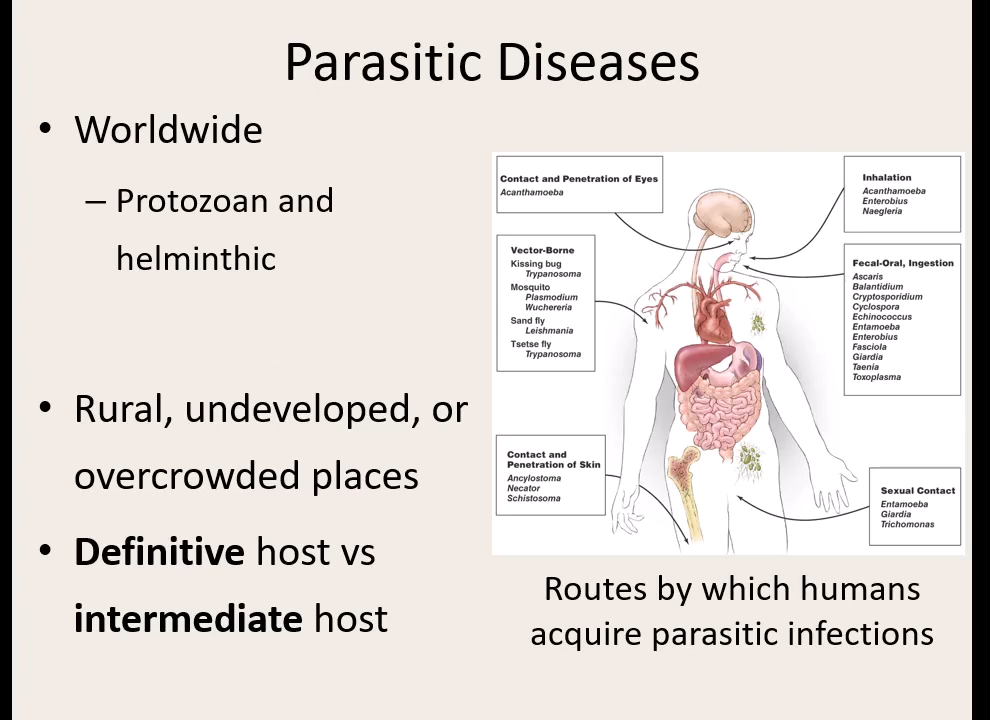 Parasitic Diseases
• Worldwide
– Protozoan and
helminthic
• Rural, undeveloped, or
overcrowded places
• Definitive host vs
intermediate host
Contact and Penetration of Eyes
Acanthamoeba
Vector-Borne
Kissing bug
Trypanosoma
Mosquito
Plasmodium
Wuchereria
Sand fly
Leishmania
Tsetse fly
Trypanosoma
Contact and
Penetration of Skin
Ancylostoma
Necator
Schistosoma
Inhalation
Acanthamoeba
Enterobius
Naegleria
Fecal-Oral, Ingestion
Ascaris
Balantidium
Cryptosporidium
Cyclospora
Echinococcus
Entamoeba
Enterobius
Fasciola
Giardia
Taenia
Toxoplasma
Sexual Contact
Entamoeba
Giardia
Trichomonas
Routes by which humans
acquire parasitic infections